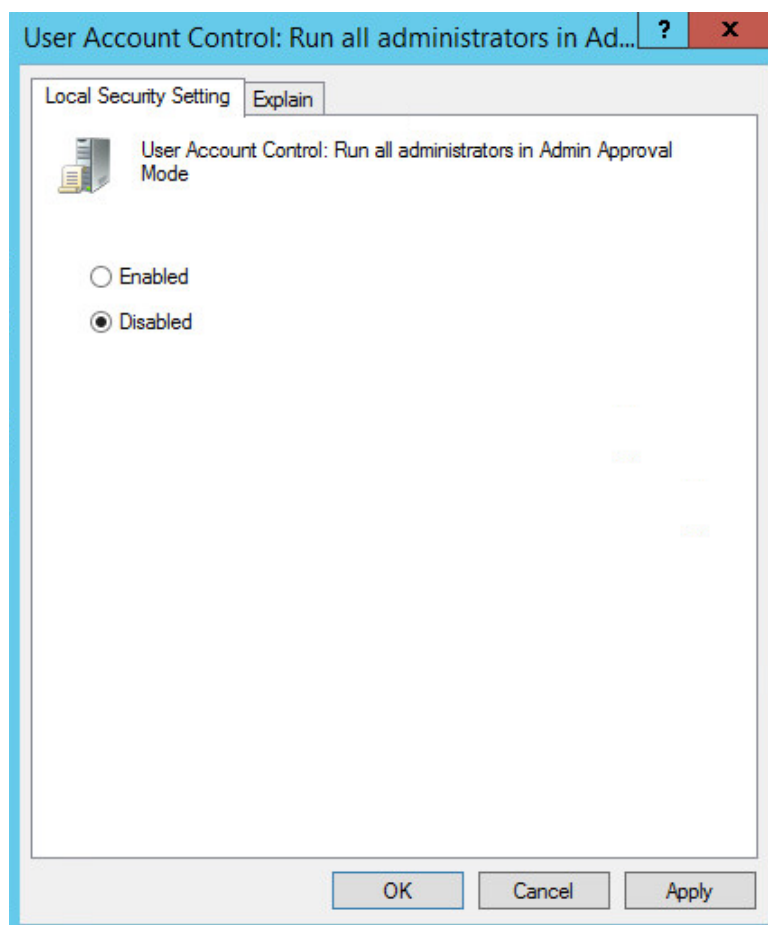 User Account Control: Run all administrators in Ad...
?
x
Local Security Setting
Explain
User Account Control: Run all administrators in Admin Approval
Mode
Enabled
Disabled
OK
Cancel
Apply